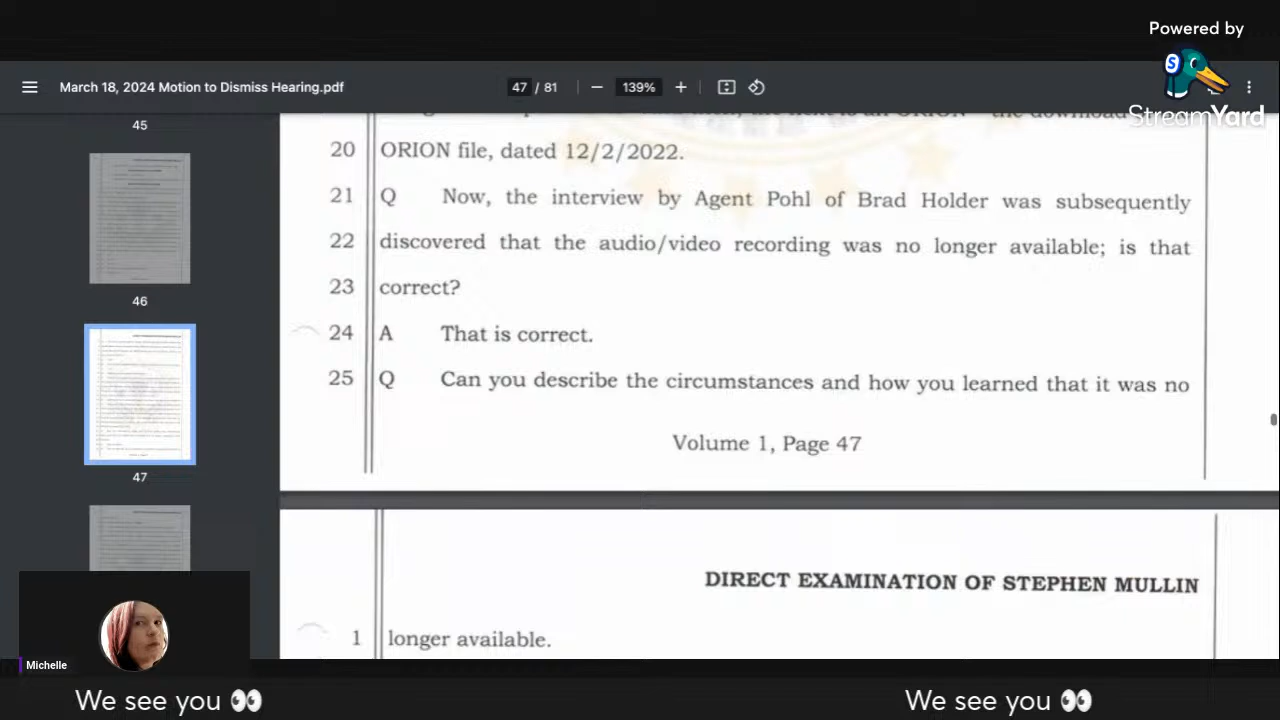 Powered by
StreamYard
March 18, 2024 Motion to Dismiss Hearing.pdf
47 / 81
139%
45
46
47
20 ORION file, dated 12/2/2022.
21 Q Now, the interview by Agent Pohl of Brad Holder was subsequently
22 discovered that the audio/video recording was no longer available; is that
23 correct?
24 A That is correct.
25 Q Can you describe the circumstances and how you learned that it was no
Volume 1, Page 47
DIRECT EXAMINATION OF STEPHEN MULLIN
1 longer available.
Michelle
We see you 👀
We see you 👀